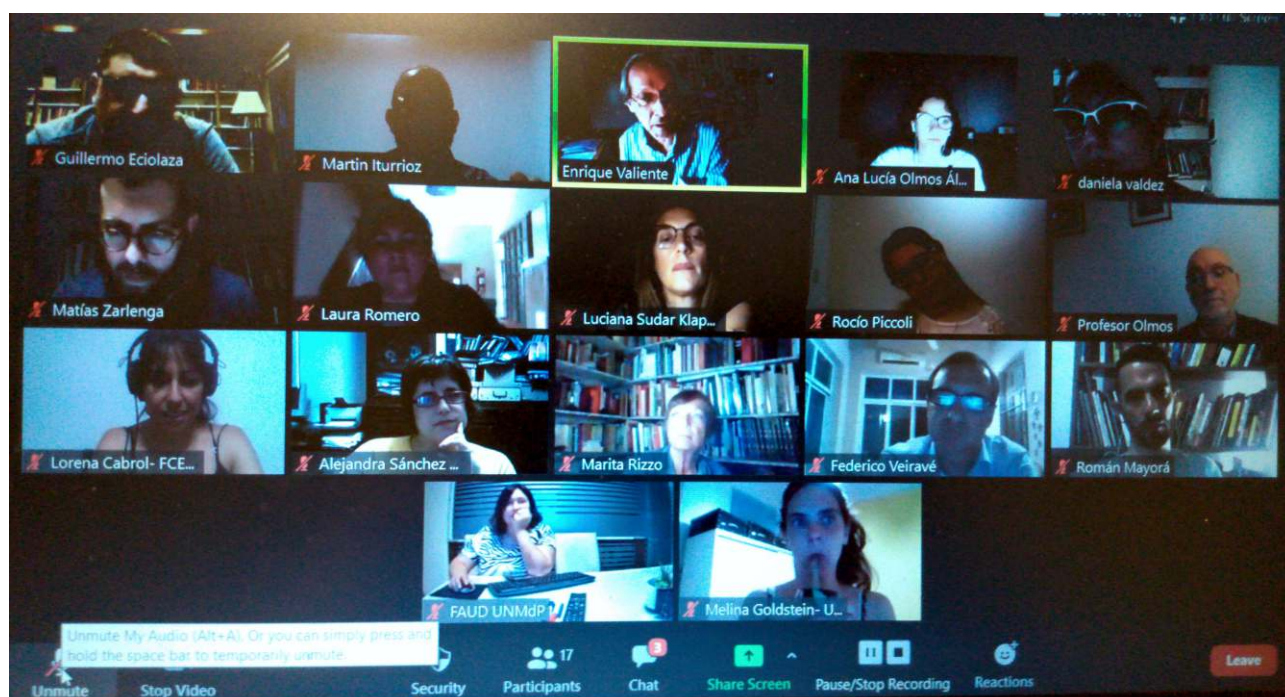 Exit Full Screen
Guillermo Eciolaza
Martin Iturrioz
Enrique Valiente
Ana Lucía Olmos Ál...
daniela valdez
Matías Zarlenga
Laura Romero
Luciana Sudar Klap...
Rocío Piccoli
Profesor Olmos
Lorena Cabrol- FCE...
Alejandra Sánchez ...
Marita Rizzo
Federico Veiravé
Román Mayorá
FAUD UNMdP
Melina Goldstein- U...
Unmute My Audio (Alt+A). Or you can simply press and
hold the space bar to temporarily unmute.
Unmute
Stop Video
Security
17
Participants
3
Chat
Share Screen
Pause/Stop Recording
Reactions
Leave